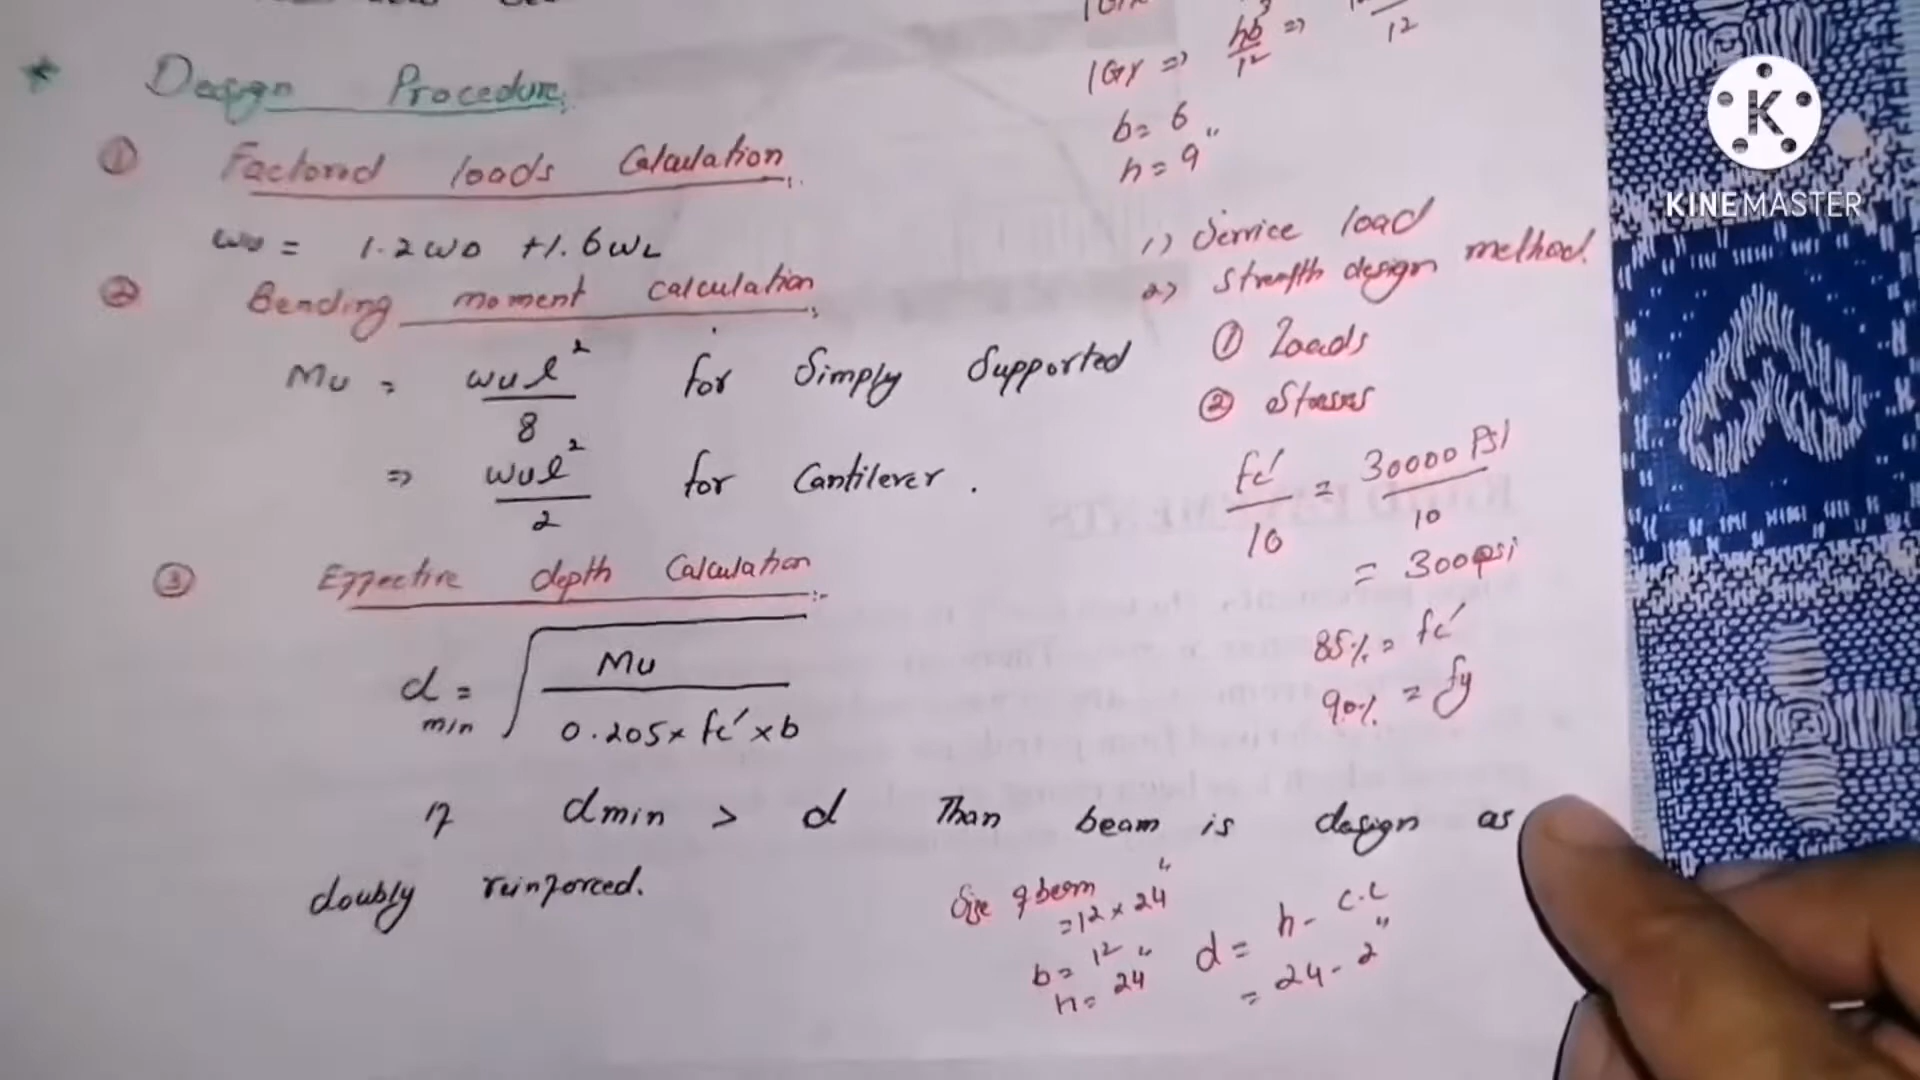 * Design Procedure
① Factored loads Calculation
wu = 1.2wD + 1.6wL
② Bending moment calculation
Mu = wul²/8 for Simply Supported
⇒ wul²/2 for Cantilever.
③ Effective depth Calculation:-
dmin = √ Mu / 0.205 × fc' × b
If dmin > d Than beam is design as
doubly reinforced.
⇒ hb³/12 ⇒
12
b = 6"
h = 9
1) Service load
2) Strength design method.
① Loads
② Stresses
fc'/10 = 30000 PSI/10
= 300psi
85% = fc'
90% = fy
Size of beam
= 12 × 24"
b = 12"
h = 24
d = h - c.c
= 24 - 2"
K
KINEMASTER